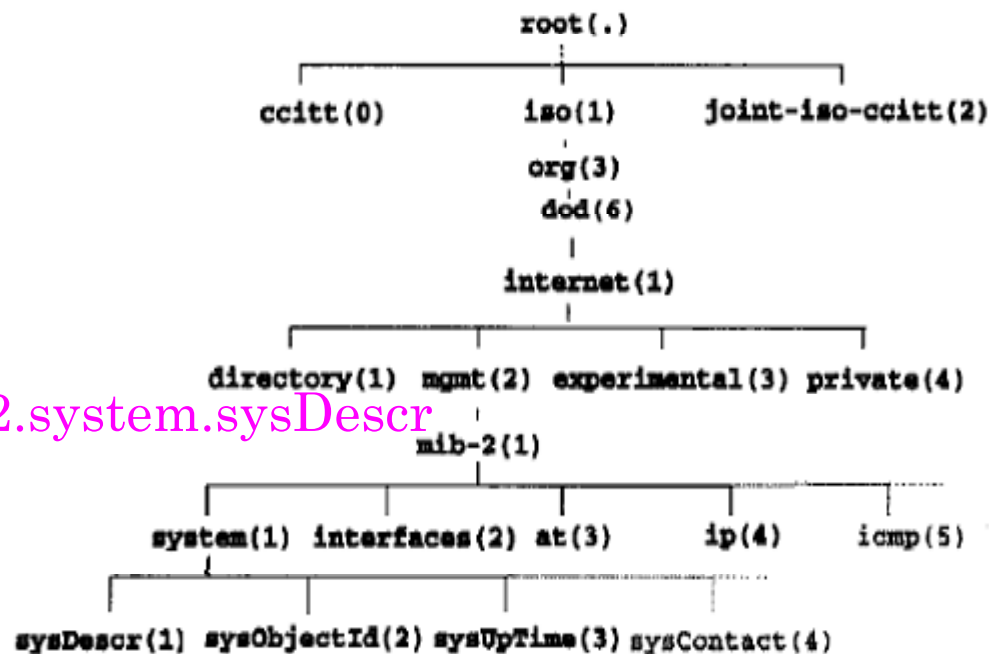 root(.)
ccitt(0) iso(1) joint-iso-ccitt(2)
org(3)
dod(6)
internet(1)
directory(1) mgmt(2) experimental(3) private(4)
2.system.sysDescr
mib-2(1)
system(1) interfaces(2) at(3) ip(4) icmp(5)
sysDescr(1) sysObjectId(2) sysUpTime(3) sysContact(4)